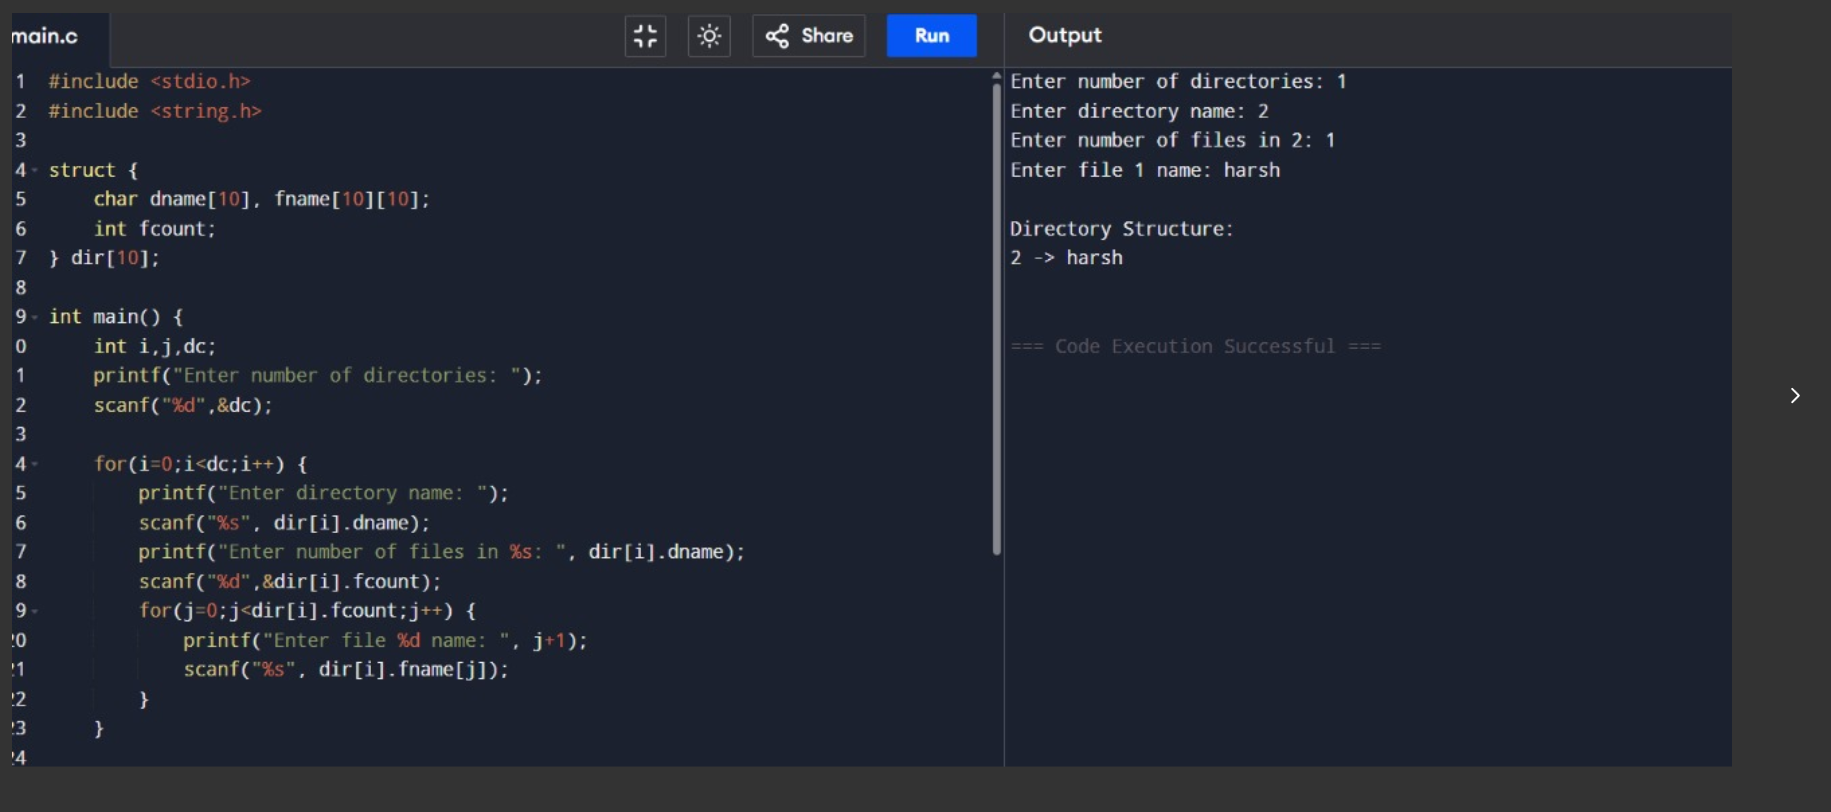 main.c
Share
Run
Output
1 #include <stdio.h>
2 #include <string.h>
3
4 struct {
5     char dname[10], fname[10][10];
6     int fcount;
7 } dir[10];
8
9 int main() {
0     int i,j,dc;
1     printf("Enter number of directories: ");
2     scanf("%d",&dc);
3
4     for(i=0;i<dc;i++) {
5         printf("Enter directory name: ");
6         scanf("%s", dir[i].dname);
7         printf("Enter number of files in %s: ", dir[i].dname);
8         scanf("%d",&dir[i].fcount);
9         for(j=0;j<dir[i].fcount;j++) {
20             printf("Enter file %d name: ", j+1);
21             scanf("%s", dir[i].fname[j]);
22         }
23     }
24
Enter number of directories: 1
Enter directory name: 2
Enter number of files in 2: 1
Enter file 1 name: harsh
Directory Structure:
2 -> harsh
=== Code Execution Successful ===